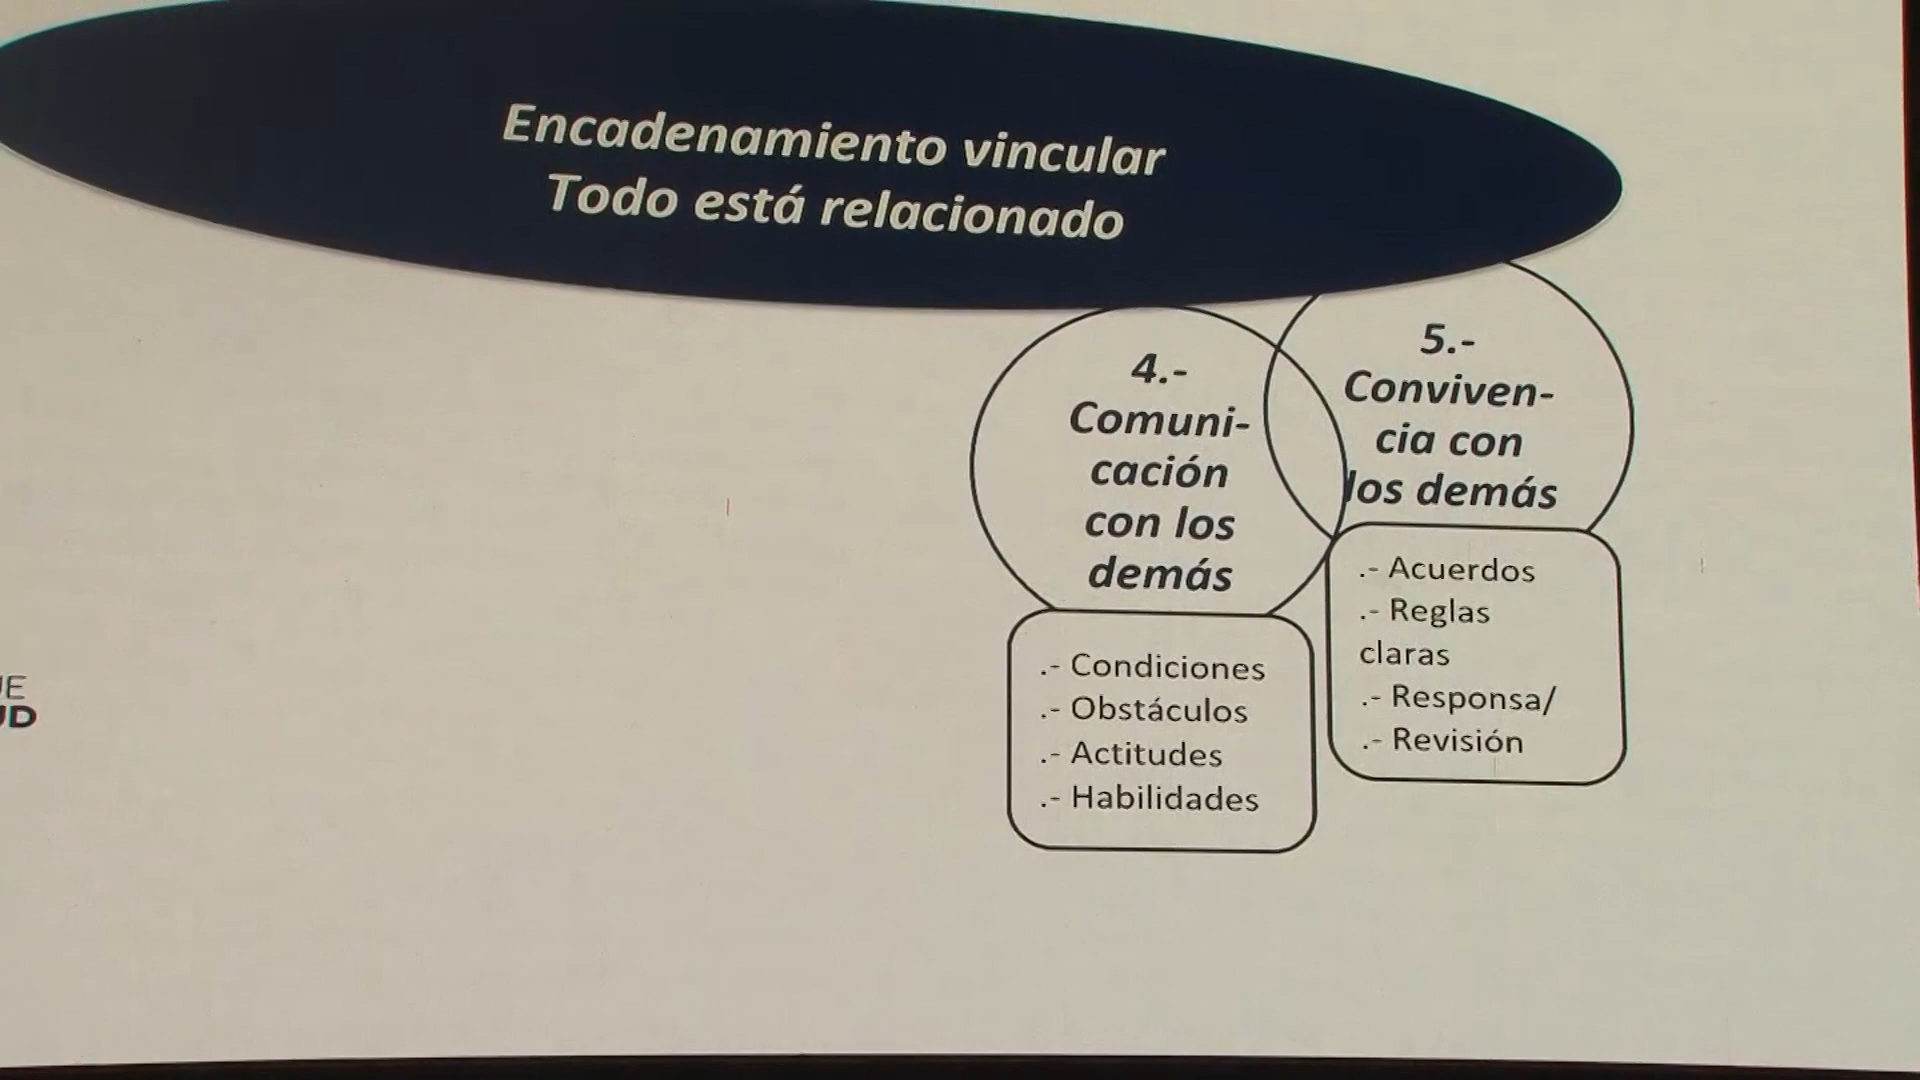 Encadenamiento vincular
Todo está relacionado
4.-
Comuni-
cación
con los
demás
.- Condiciones
.- Obstáculos
.- Actitudes
.- Habilidades
5.-
Conviven-
cia con
los demás
.- Acuerdos
.- Reglas
claras
.- Responsa/
.- Revisión